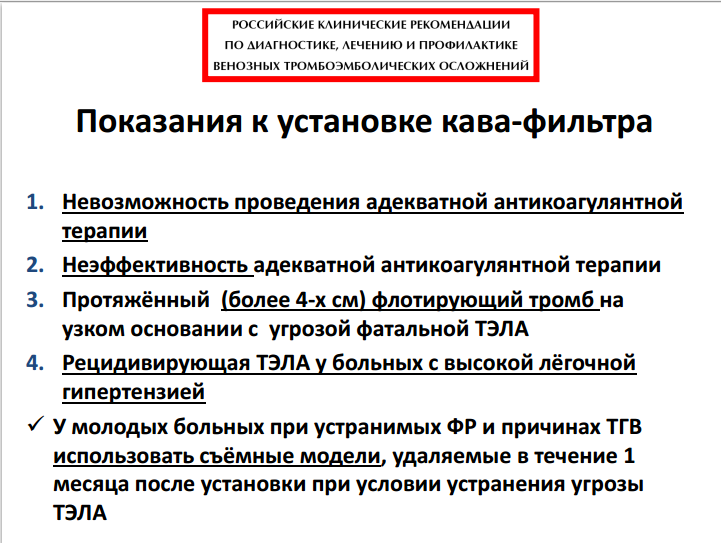 РОССИЙСКИЕ КЛИНИЧЕСКИЕ РЕКОМЕНДАЦИИ
ПО ДИАГНОСТИКЕ, ЛЕЧЕНИЮ И ПРОФИЛАКТИКЕ
ВЕНОЗНЫХ ТРОМБОЭМБОЛИЧЕСКИХ ОСЛОЖНЕНИЙ
Показания к установке кава-фильтра
1. Невозможность проведения адекватной антикоагулянтной
терапии
2. Неэффективность адекватной антикоагулянтной терапии
3. Протяжённый (более 4-х см) флотирующий тромб на
узком основании с угрозой фатальной ТЭЛА
4. Рецидивирующая ТЭЛА у больных с высокой лёгочной
гипертензией
✓ У молодых больных при устранимых ФР и причинах ТГВ
использовать съёмные модели, удаляемые в течение 1
месяца после установки при условии устранения угрозы
ТЭЛА